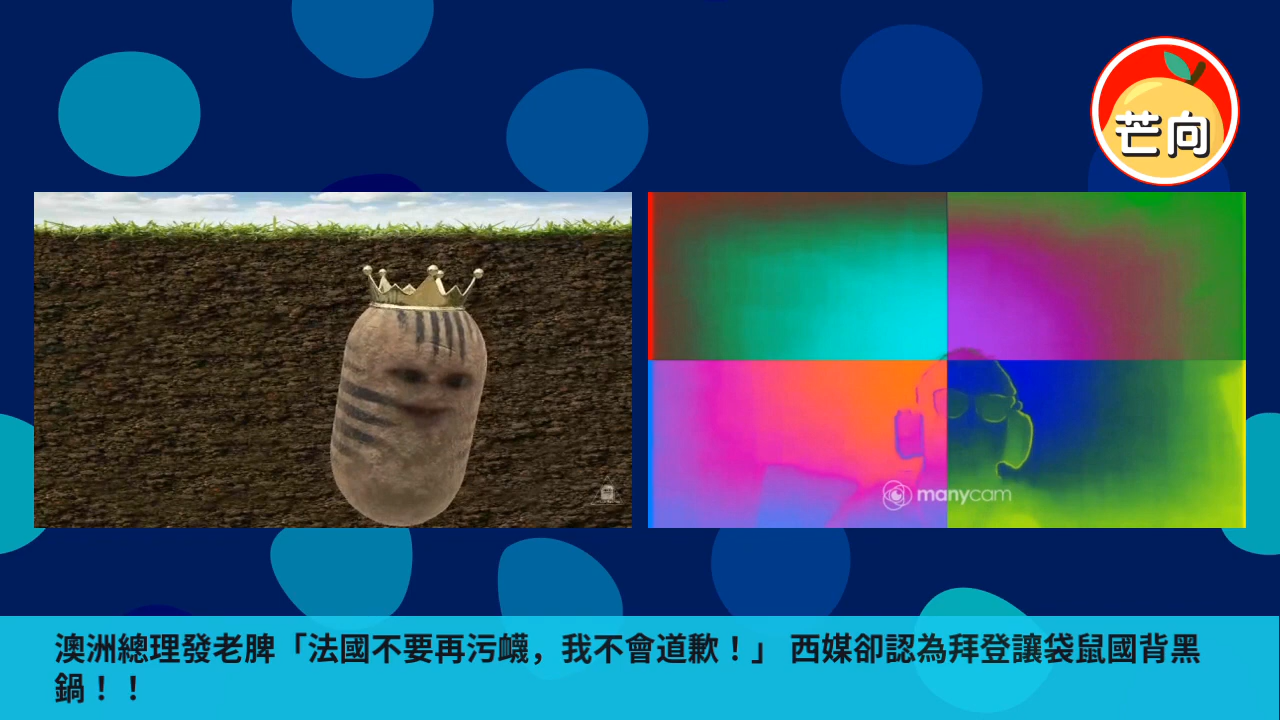 芒向
manycam
澳洲總理發老脾「法國不要再污衊，我不會道歉！」 西媒卻認為拜登讓袋鼠國背黑
鍋！！